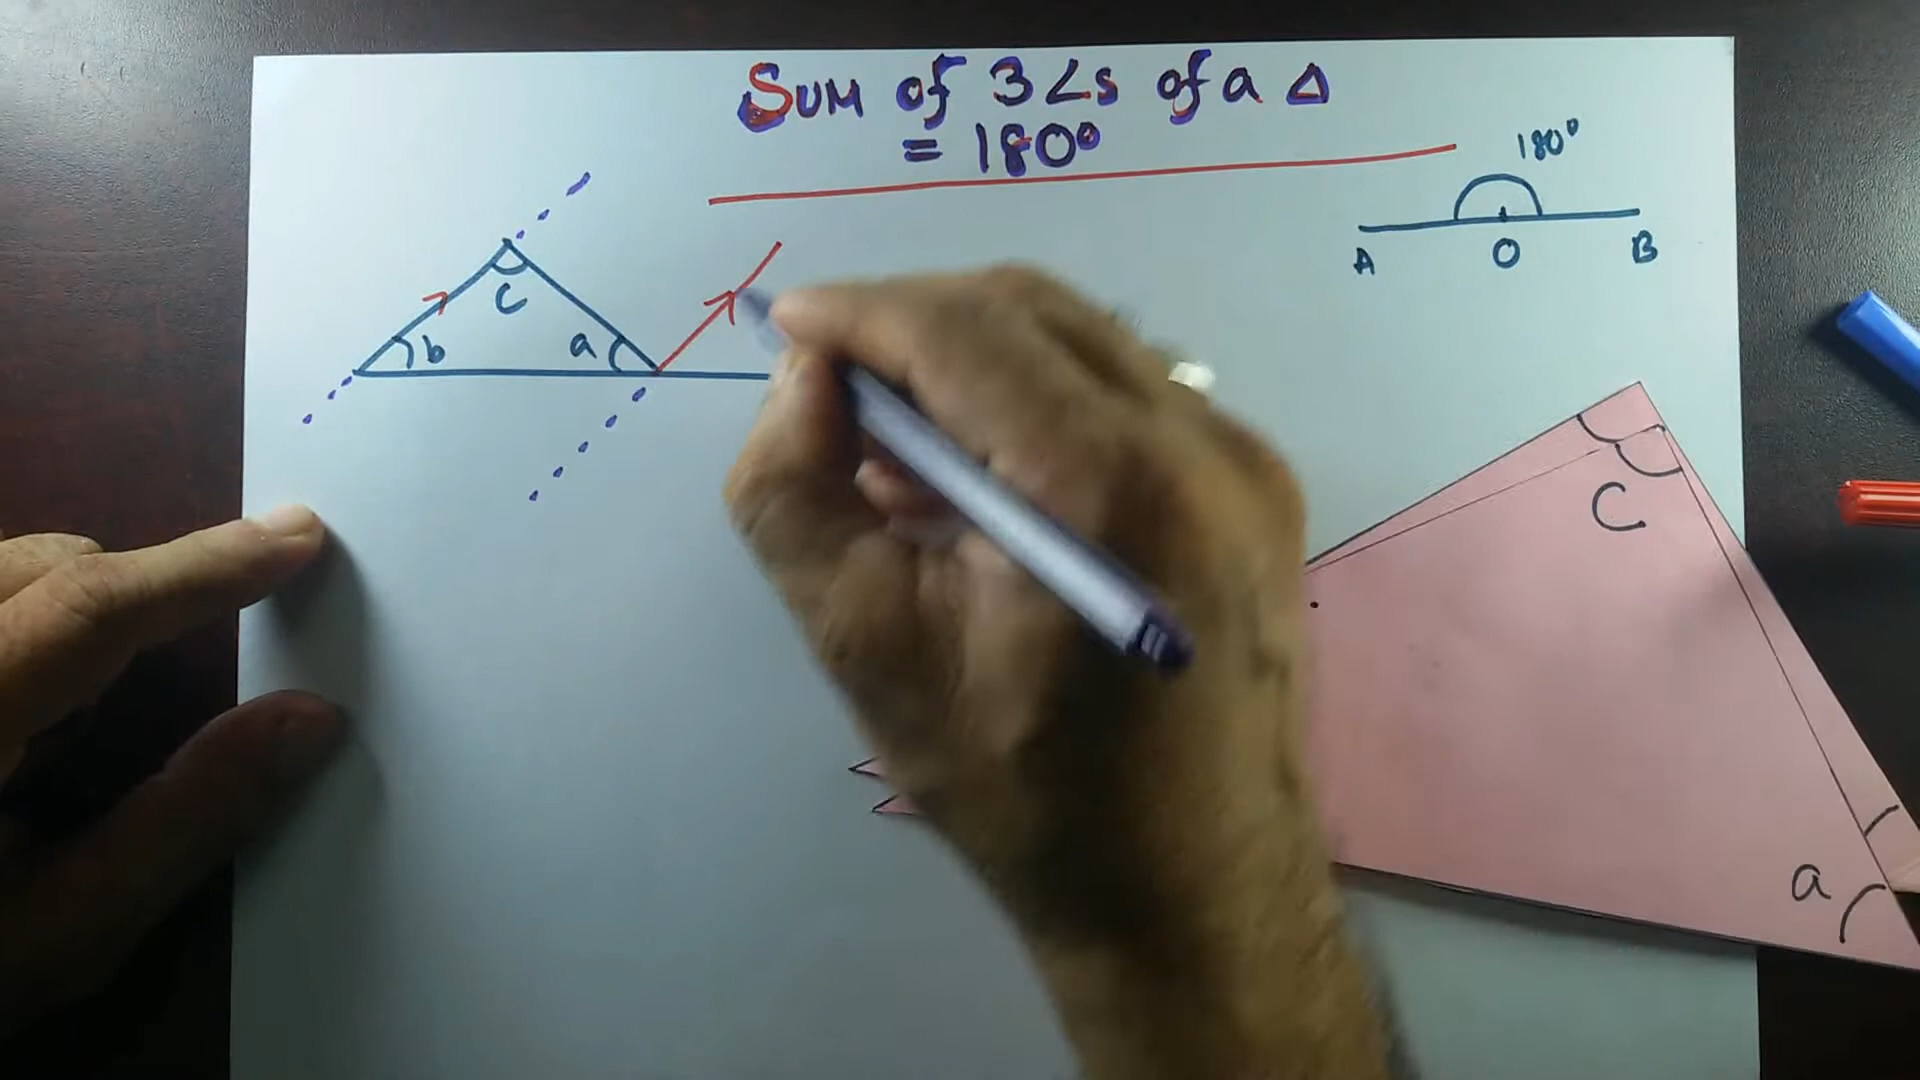 Sum of 3 ∠s of a Δ
= 180°
180°
A O B
c
b a
C
a